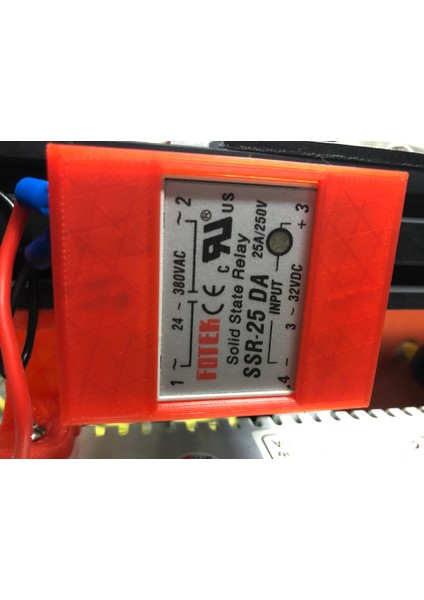 1 ~ 24 ~ 380VAC ~ 2
FOTEK CE c RU ® US
Solid State Relay
SSR-25 DA 25A/250V
INPUT
4 - 3 ~ 32VDC + 3